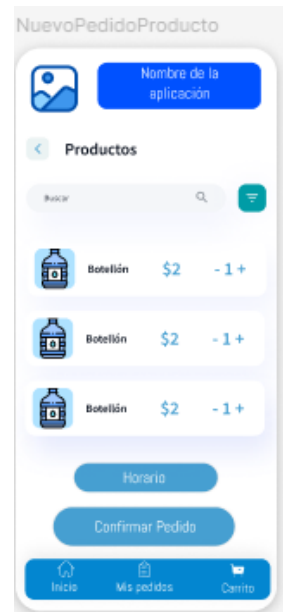 NuevoPedidoProducto
Nombre de la
aplicación
< Productos
Buscar
Botellón $2 - 1 +
Botellón $2 - 1 +
Botellón $2 - 1 +
Horario
Confirmar Pedido
Inicio Mis pedidos Carrito